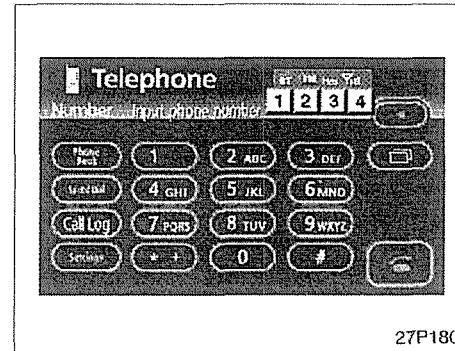 Telephone
BT
Number Input phone number 1 2 3 4
Phone Book 1 2 ABC 3 DEF
Speed Dial 4 GHI 5 JKL 6 MNO
Call Log 7 PQRS 8 TUV 9 WXYZ
Settings * + 0 #
27P180